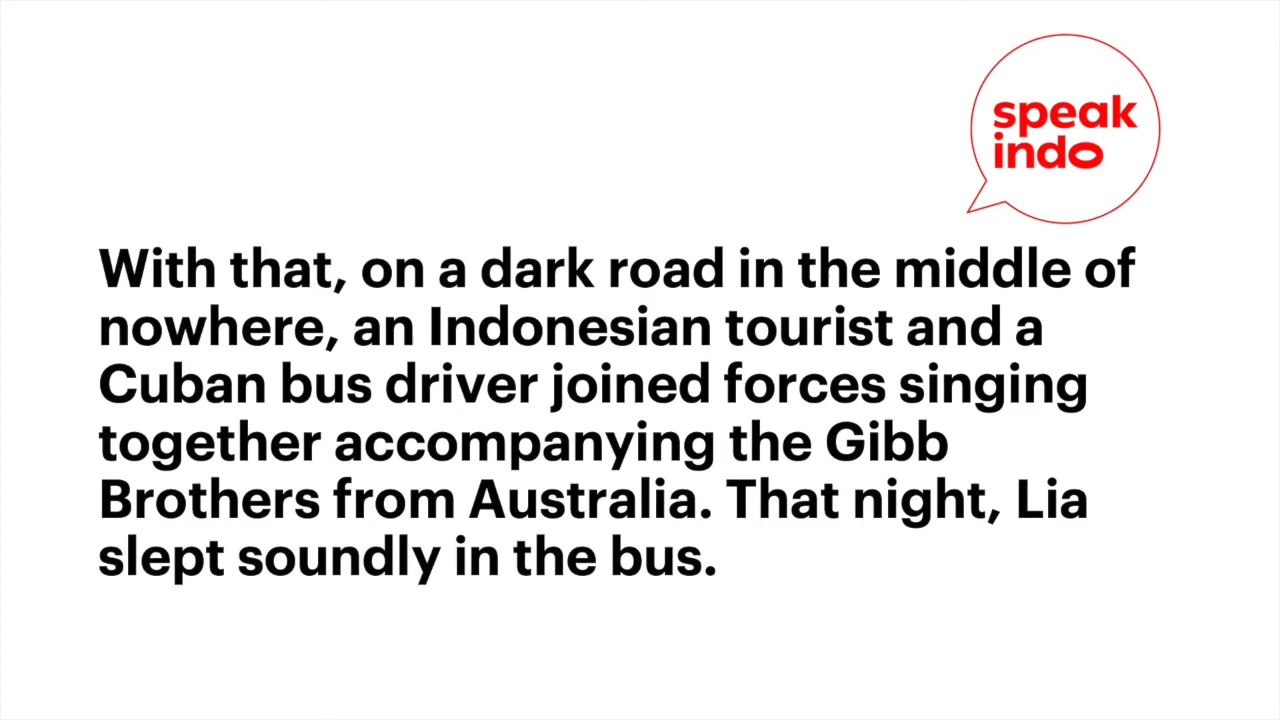 speak
indo
With that, on a dark road in the middle of
nowhere, an Indonesian tourist and a
Cuban bus driver joined forces singing
together accompanying the Gibb
Brothers from Australia. That night, Lia
slept soundly in the bus.